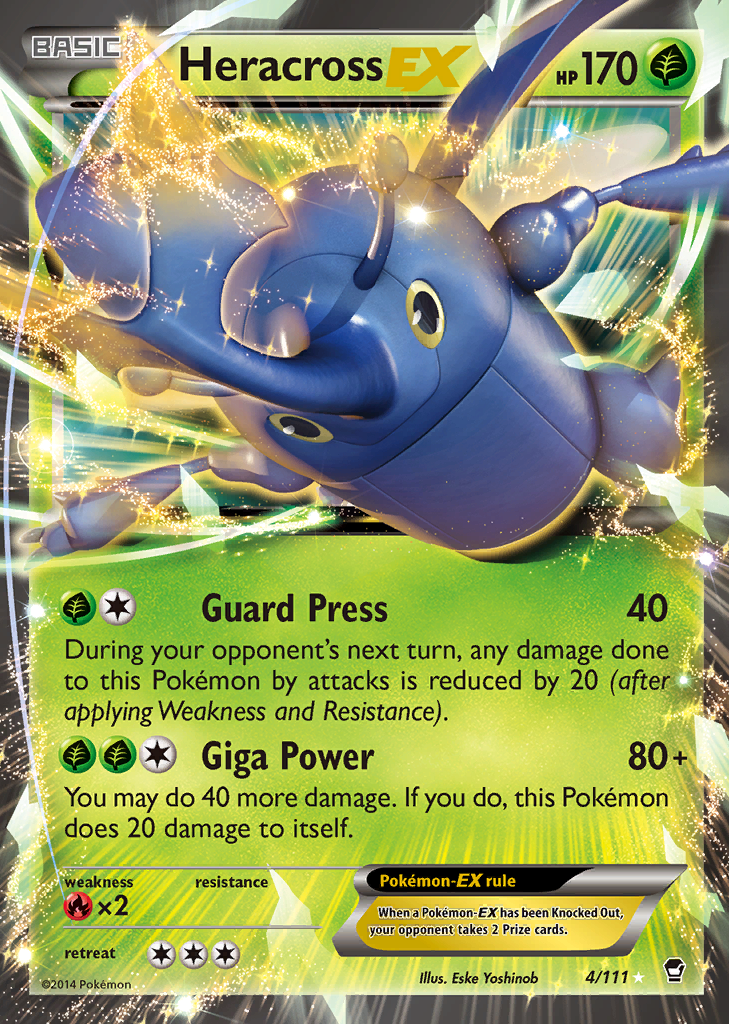 BASIC
Heracross EX
HP 170
Guard Press 40
During your opponent's next turn, any damage done
to this Pokémon by attacks is reduced by 20 (after
applying Weakness and Resistance).
Giga Power 80+
You may do 40 more damage. If you do, this Pokémon
does 20 damage to itself.
weakness resistance
×2
retreat
Pokémon-EX rule
When a Pokémon-EX has been Knocked Out,
your opponent takes 2 Prize cards.
©2014 Pokémon
Illus. Eske Yoshinob
4/111 ★